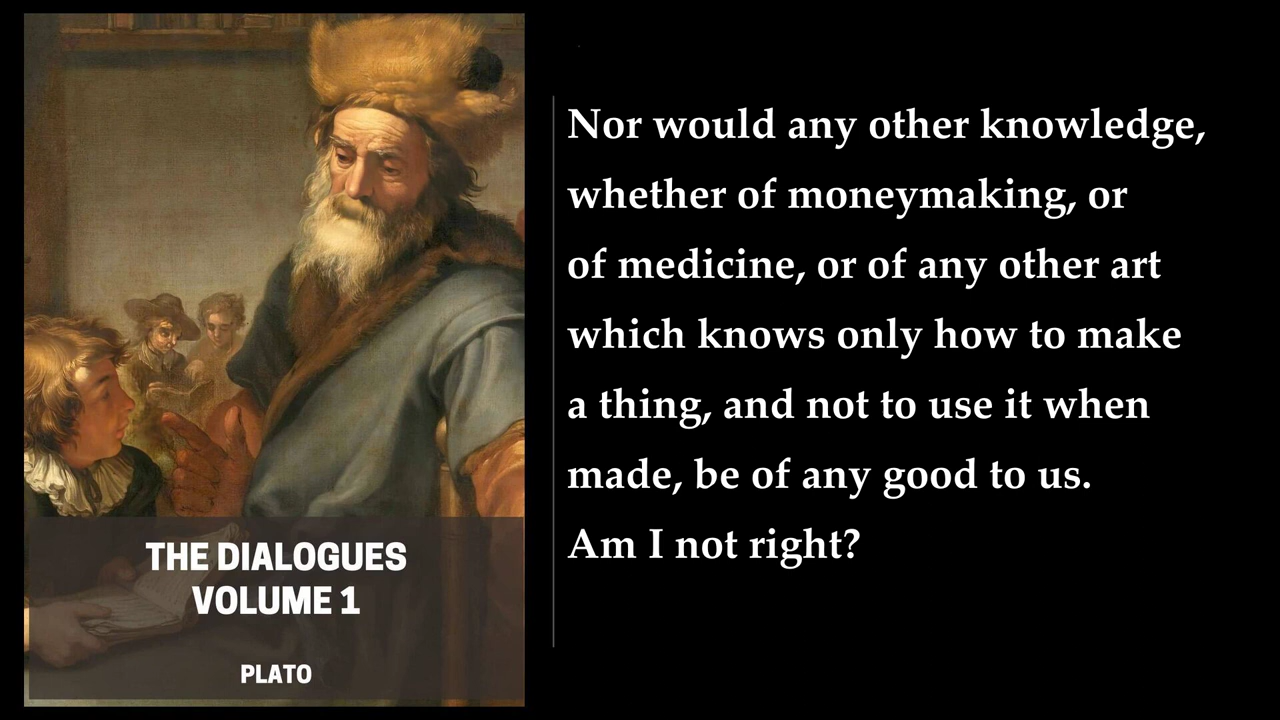 THE DIALOGUES
VOLUME 1
PLATO
Nor would any other knowledge,
whether of moneymaking, or
of medicine, or of any other art
which knows only how to make
a thing, and not to use it when
made, be of any good to us.
Am I not right?